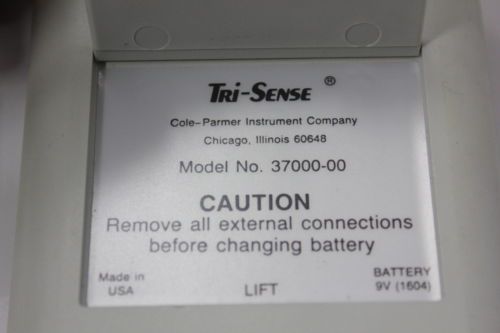 TRI-SENSE ®
Cole-Parmer Instrument Company
Chicago, Illinois 60648
Model No. 37000-00
CAUTION
Remove all external connections
before changing battery
Made in
USA
LIFT
BATTERY
9V (1604)